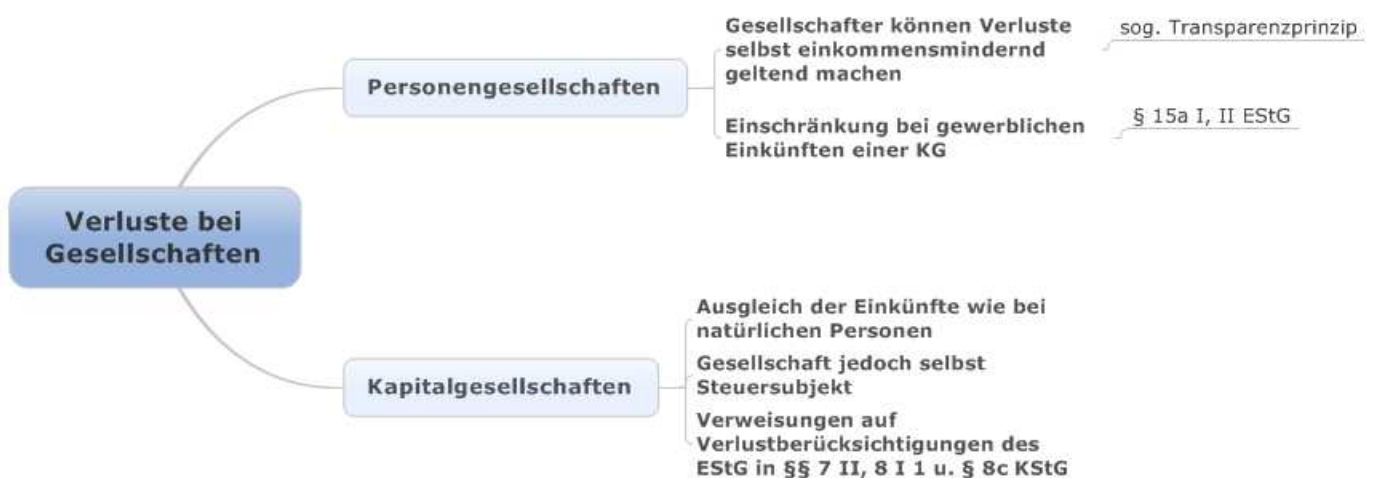 Verluste bei
Gesellschaften
Personengesellschaften
Gesellschafter können Verluste
selbst einkommensmindernd
geltend machen
sog. Transparenzprinzip
Einschränkung bei gewerblichen
Einkünften einer KG
§ 15a I, II EStG
Kapitalgesellschaften
Ausgleich der Einkünfte wie bei
natürlichen Personen
Gesellschaft jedoch selbst
Steuersubjekt
Verweisungen auf
Verlustberücksichtigungen des
EStG in §§ 7 II, 8 I 1 u. § 8c KStG